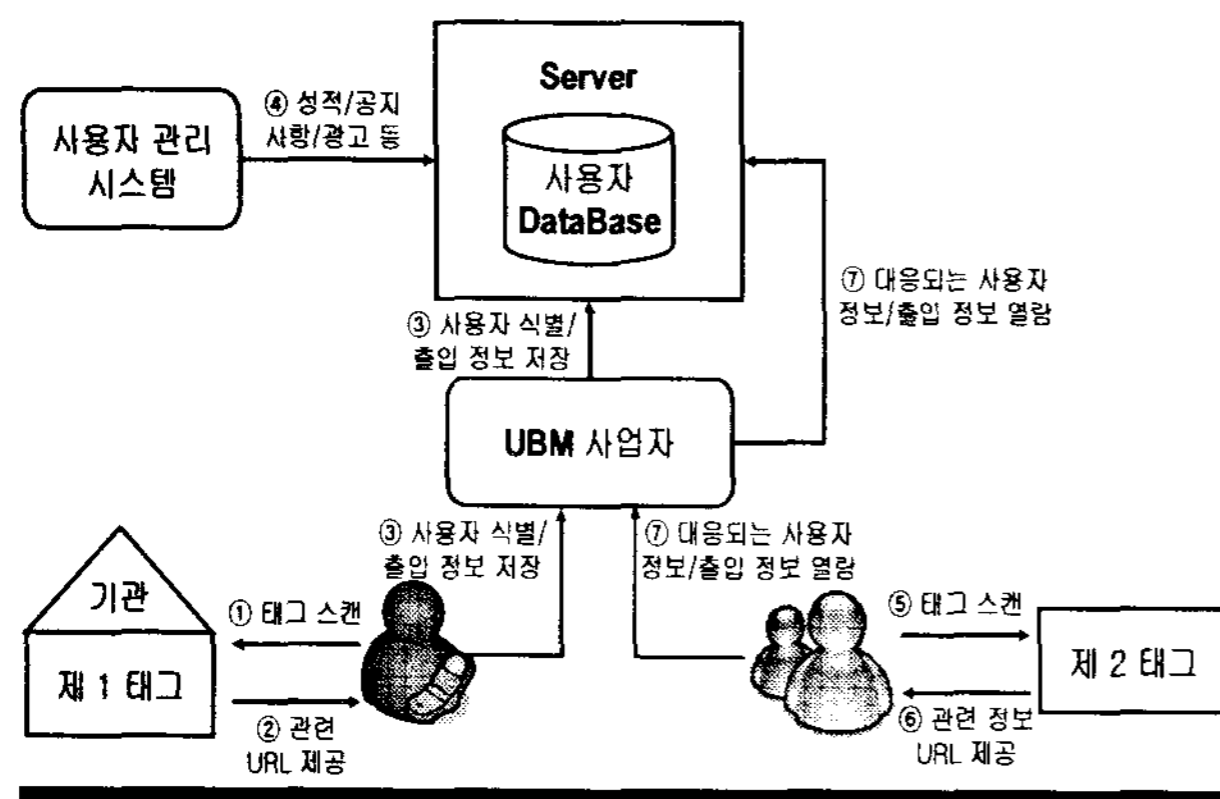 Server
사용자
DataBase
사용자 관리
시스템
④ 성적/공지
사항/광고 등
③ 사용자 식별/
출입 정보 저장
⑦ 대응되는 사용자
정보/출입 정보 열람
UBM 사업자
③ 사용자 식별/
출입 정보 저장
⑦ 대응되는 사용자
정보/출입 정보 열람
기관
제 1 태그
① 태그 스캔
② 관련
URL 제공
⑤ 태그 스캔
⑥ 관련 정보
URL 제공
제 2 태그